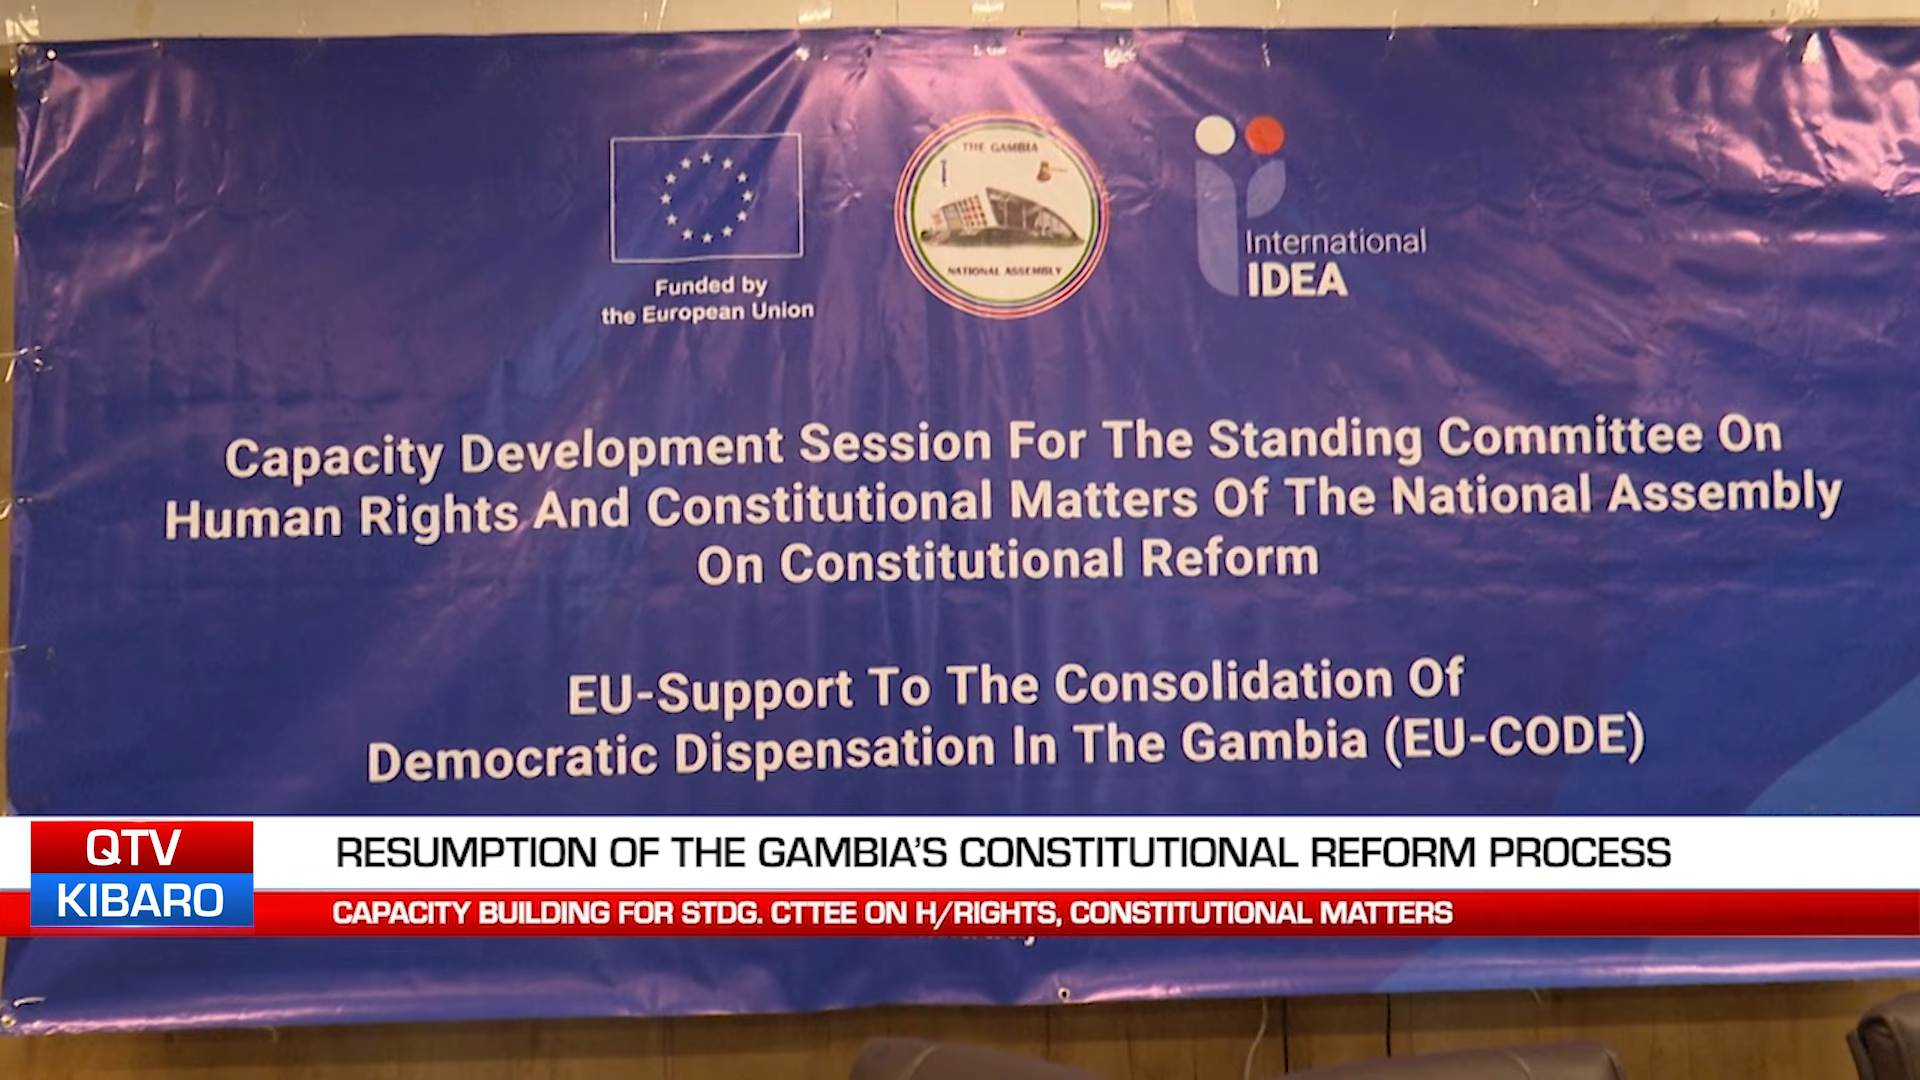 THE GAMBIA
NATIONAL ASSEMBLY
Funded by
the European Union
International
IDEA
Capacity Development Session For The Standing Committee On
Human Rights And Constitutional Matters Of The National Assembly
On Constitutional Reform
EU-Support To The Consolidation Of
Democratic Dispensation In The Gambia (EU-CODE)
QTV
KIBARO
RESUMPTION OF THE GAMBIA'S CONSTITUTIONAL REFORM PROCESS
CAPACITY BUILDING FOR STDG. CTTEE ON H/RIGHTS, CONSTITUTIONAL MATTERS